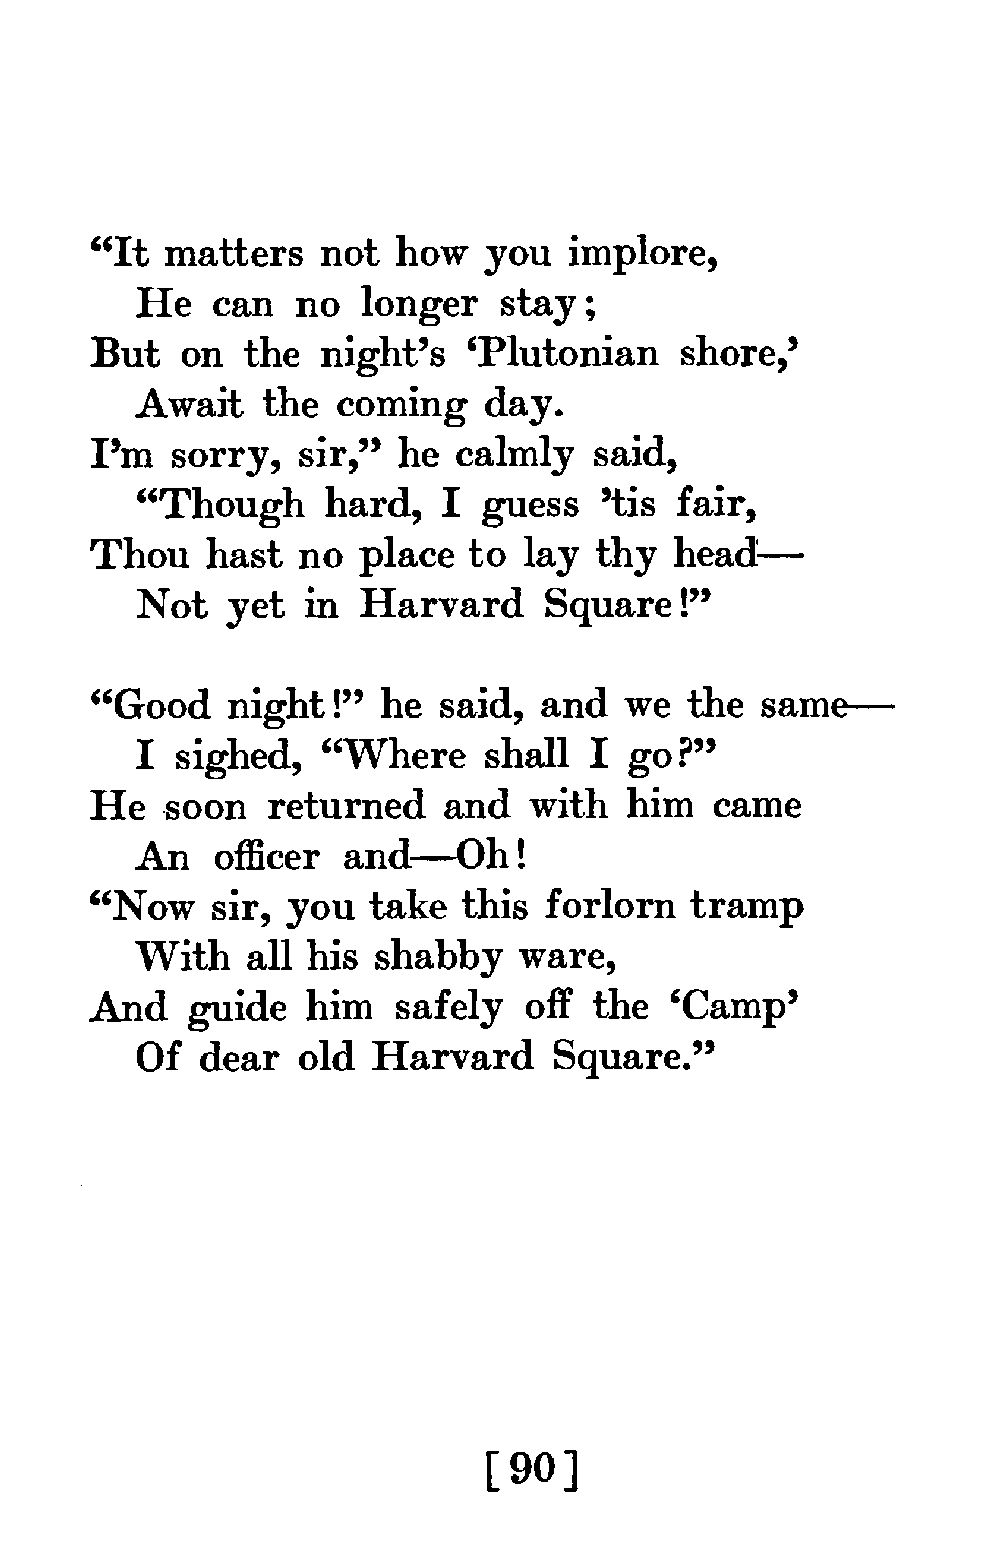 “It matters not how you implore,
He can no longer stay;
But on the night’s ‘Plutonian shore,’
Await the coming day.
I’m sorry, sir,” he calmly said,
“Though hard, I guess ’tis fair,
Thou hast no place to lay thy head—
Not yet in Harvard Square!”

“Good night!” he said, and we the same—
I sighed, “Where shall I go?”
He soon returned and with him came
An officer and—Oh!
“Now sir, you take this forlorn tramp
With all his shabby ware,
And guide him safely off the ‘Camp’
Of dear old Harvard Square.”

[90]